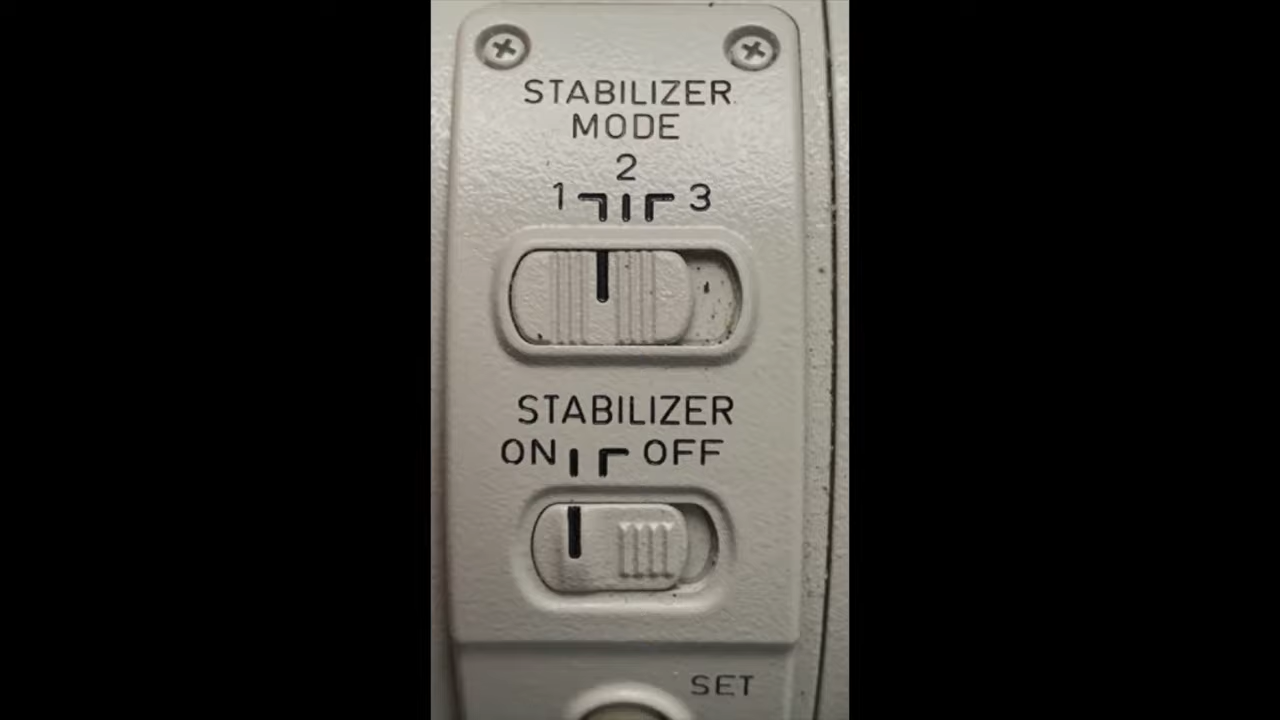 STABILIZER
MODE
2
1 3
STABILIZER
ON OFF
SET